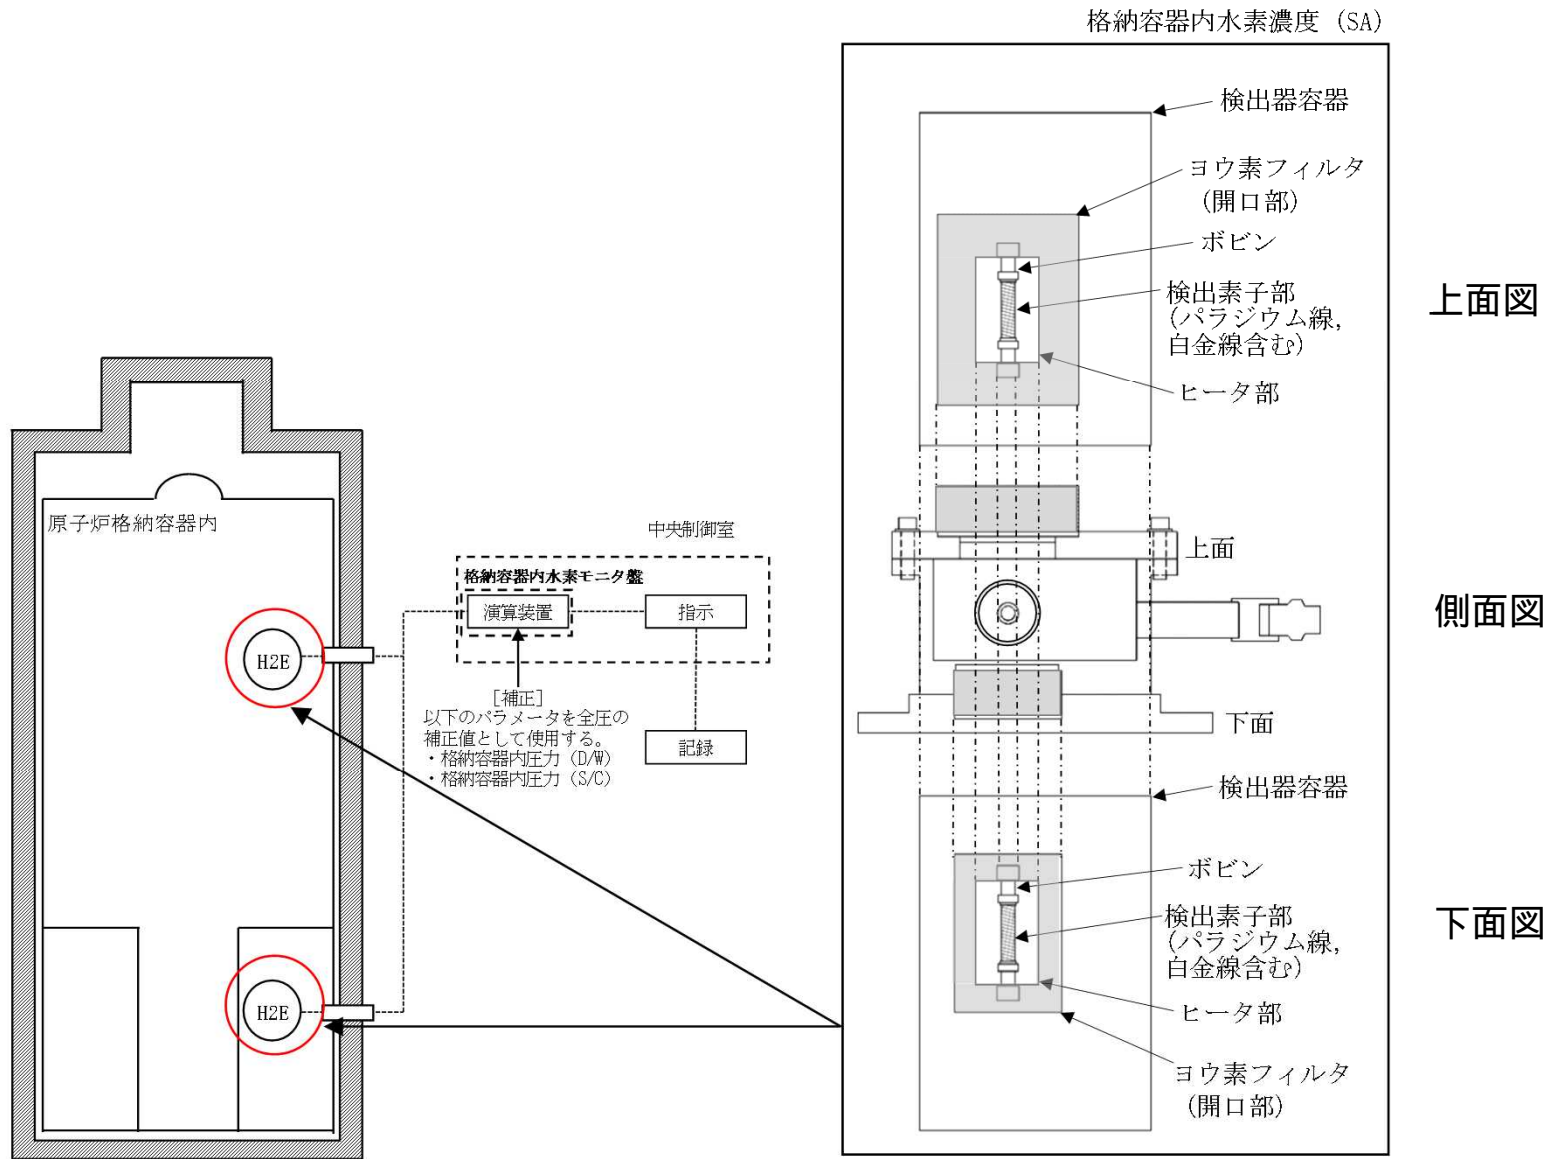 格納容器内水素濃度 (SA)
検出器容器
ヨウ素フィルタ
(開口部)
ボビン
検出素子部
(パラジウム線,
白金線含む)
ヒータ部
上面図
原子炉格納容器内
H2E
H2E
中央制御室
格納容器内水素モニタ盤
演算装置
指示
記録
[補正]
以下のパラメータを全圧の
補正値として使用する。
・格納容器内圧力 (D/W)
・格納容器内圧力 (S/C)
上面
側面図
下面
検出器容器
ボビン
検出素子部
(パラジウム線,
白金線含む)
ヒータ部
ヨウ素フィルタ
(開口部)
下面図